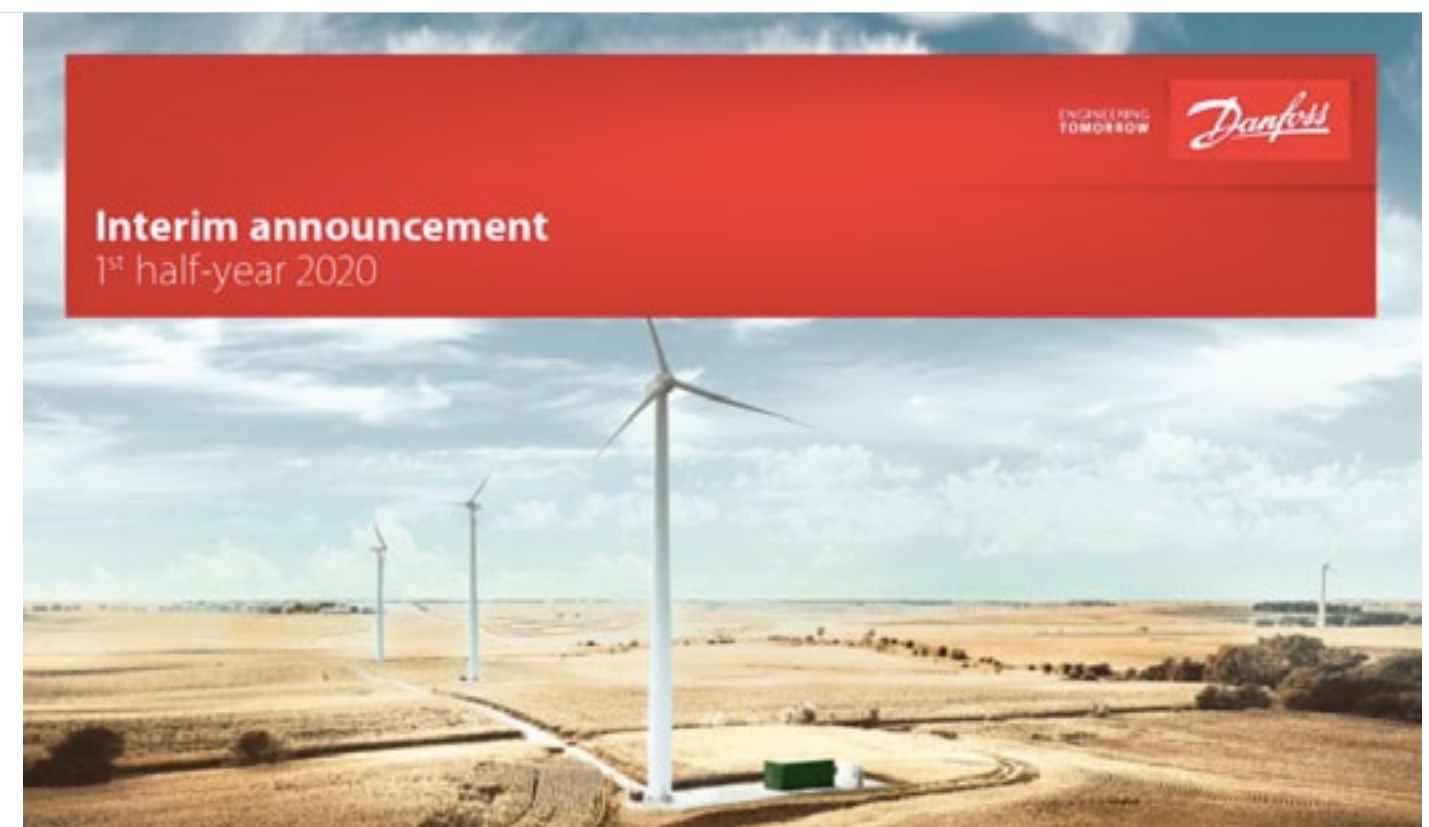 ENGINEERING
TOMORROW
Danfoss
Interim announcement
1st half-year 2020